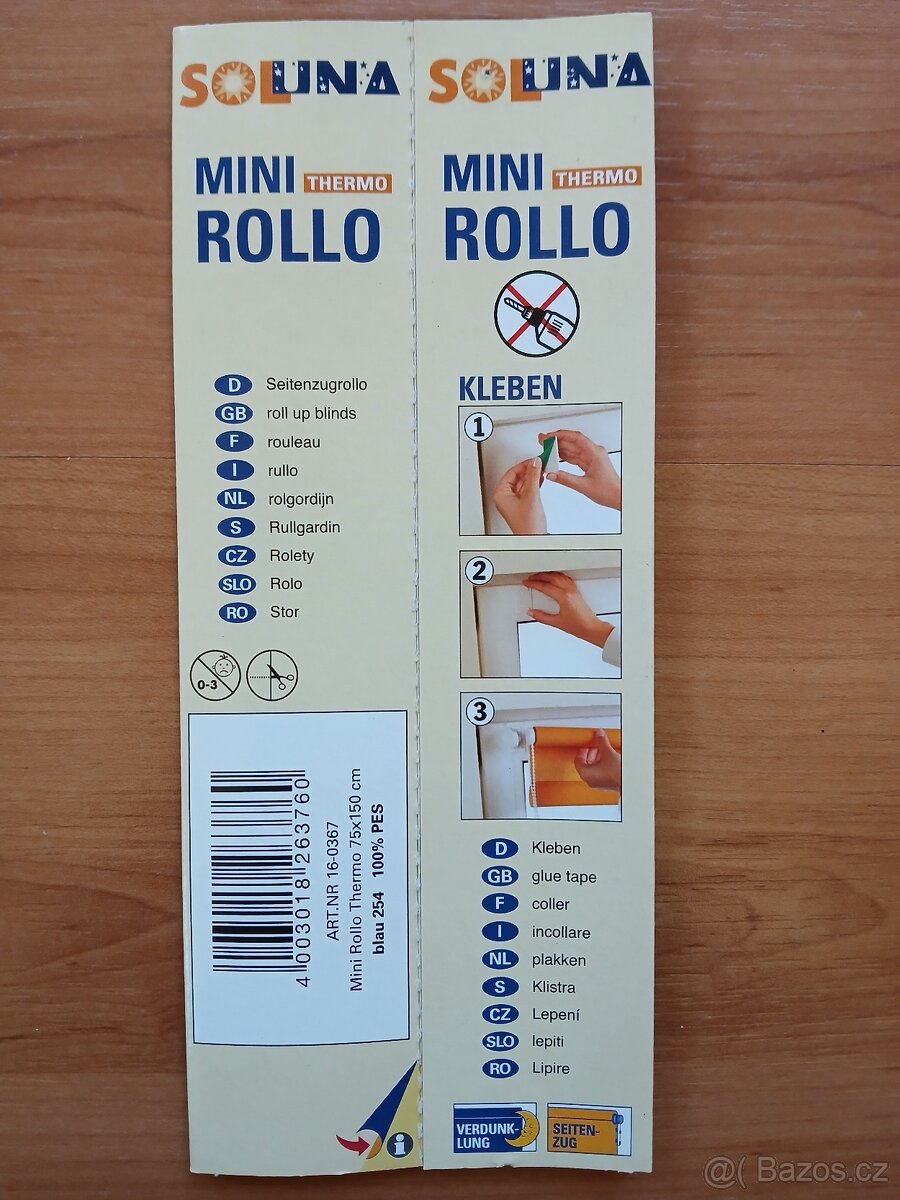 SOLUNA
MINI THERMO
ROLLO
D Seitenzugrollo
GB roll up blinds
F rouleau
I rullo
NL rolgordijn
S Rullgardin
CZ Rolety
SLO Rolo
RO Stor
0-3
4 003018 263760
ART.NR 16-0367
Mini Rollo Thermo 75x150 cm
blau 254 100% PES
i
SOLUNA
MINI THERMO
ROLLO
KLEBEN
1
2
3
D Kleben
GB glue tape
F coller
I incollare
NL plakken
S Klistra
CZ Lepení
SLO lepiti
RO Lipire
VERDUNK-
LUNG
SEITEN-
ZUG
@( Bazos.cz